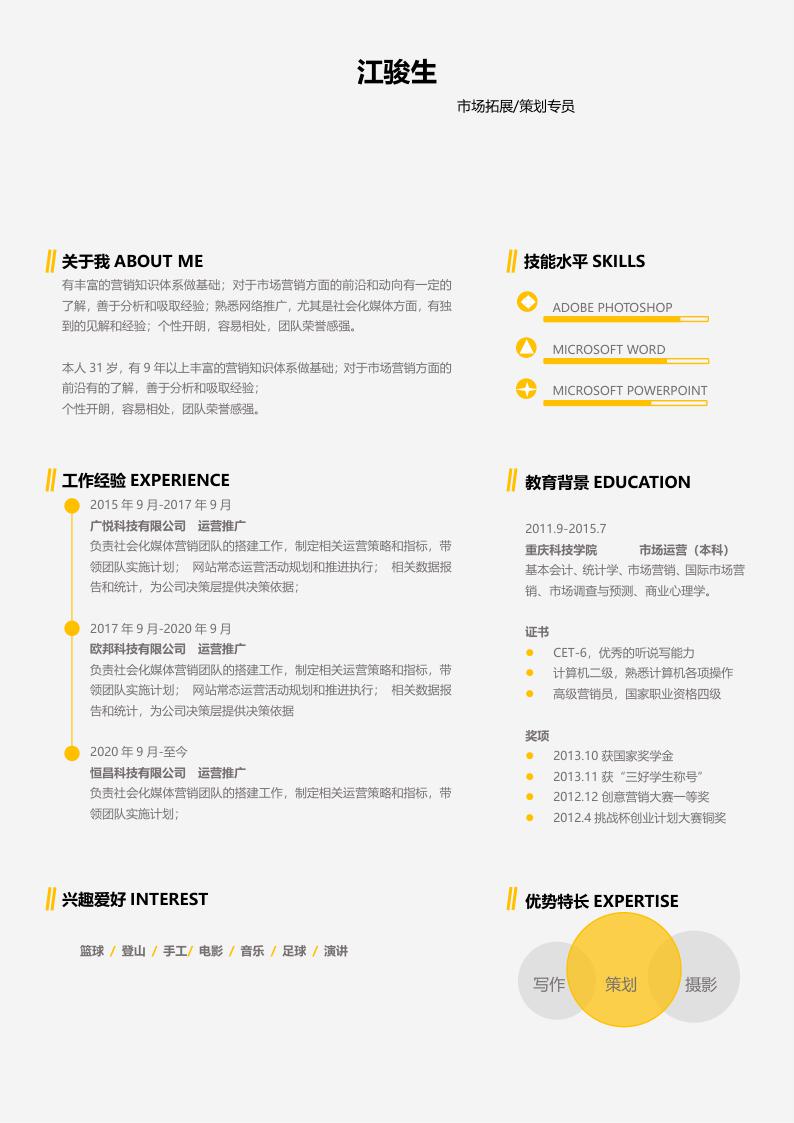 江骏生
市场拓展/策划专员
关于我 ABOUT ME
有丰富的营销知识体系做基础；对于市场营销方面的前沿和动向有一定的
了解，善于分析和吸取经验；熟悉网络推广，尤其是社会化媒体方面，有独
到的见解和经验；个性开朗，容易相处，团队荣誉感强。
本人 31 岁，有 9 年以上丰富的营销知识体系做基础；对于市场营销方面的
前沿有的了解，善于分析和吸取经验；
个性开朗，容易相处，团队荣誉感强。
技能水平 SKILLS
ADOBE PHOTOSHOP
MICROSOFT WORD
MICROSOFT POWERPOINT
工作经验 EXPERIENCE
2015 年 9 月-2017 年 9 月
广悦科技有限公司 运营推广
负责社会化媒体营销团队的搭建工作，制定相关运营策略和指标，带
领团队实施计划； 网站常态运营活动规划和推进执行； 相关数据报
告和统计，为公司决策层提供决策依据；
2017 年 9 月-2020 年 9 月
欧邦科技有限公司 运营推广
负责社会化媒体营销团队的搭建工作，制定相关运营策略和指标，带
领团队实施计划； 网站常态运营活动规划和推进执行； 相关数据报
告和统计，为公司决策层提供决策依据
2020 年 9 月-至今
恒昌科技有限公司 运营推广
负责社会化媒体营销团队的搭建工作，制定相关运营策略和指标，带
领团队实施计划；
教育背景 EDUCATION
2011.9-2015.7
重庆科技学院 市场运营（本科）
基本会计、统计学、市场营销、国际市场营
销、市场调查与预测、商业心理学。
证书
CET-6，优秀的听说写能力
计算机二级，熟悉计算机各项操作
高级营销员，国家职业资格四级
奖项
2013.10 获国家奖学金
2013.11 获“三好学生称号”
2012.12 创意营销大赛一等奖
2012.4 挑战杯创业计划大赛铜奖
兴趣爱好 INTEREST
篮球 / 登山 / 手工/ 电影 / 音乐 / 足球 / 演讲
优势特长 EXPERTISE
写作 策划 摄影